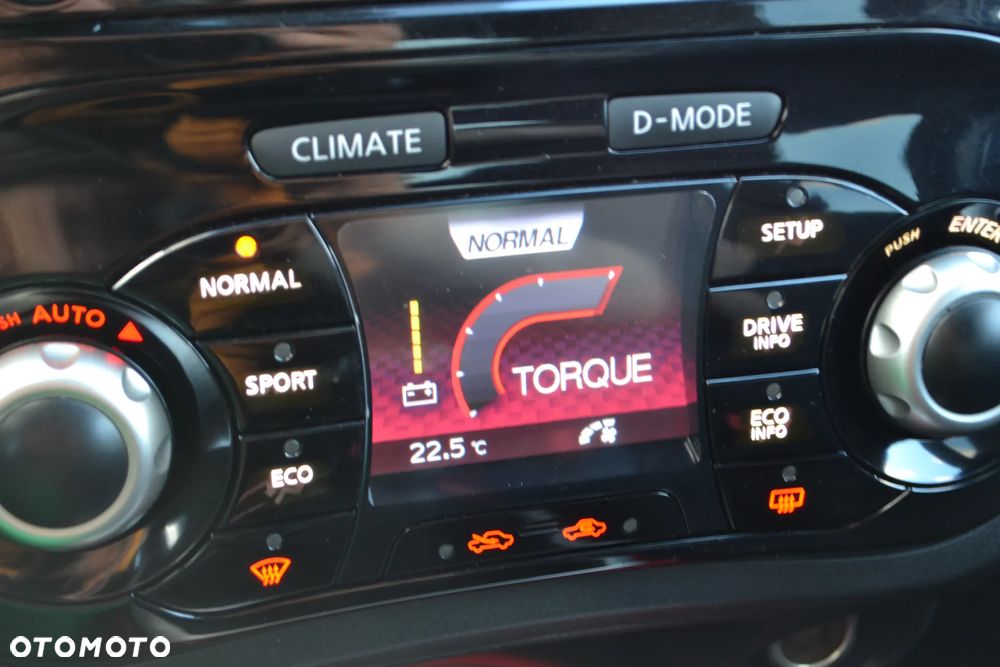 CLIMATE
D-MODE
NORMAL
SETUP
PUSH ENTER
NORMAL
AUTO
DRIVE
INFO
SPORT
TORQUE
ECO
INFO
ECO
22.5 °C
OTOMOTO